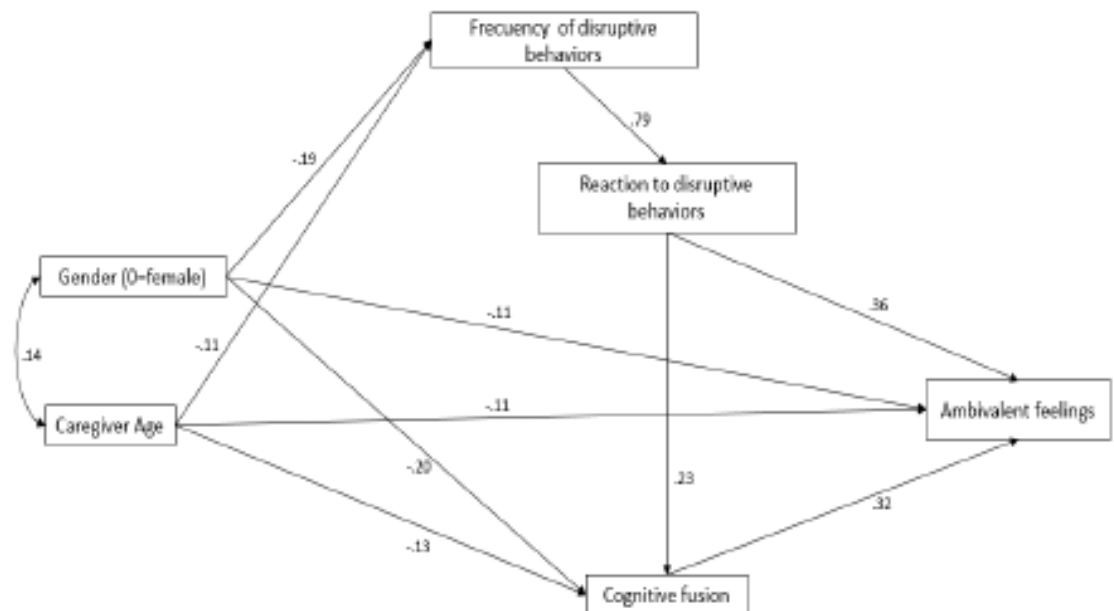 Frecuency of disruptive
behaviors
.79
-.19
Reaction to disruptive
behaviors
Gender (0=female)
-.11
.36
-.11
.14
-.11
Ambivalent feelings
Caregiver Age
-.20
.23
.32
-.13
Cognitive fusion